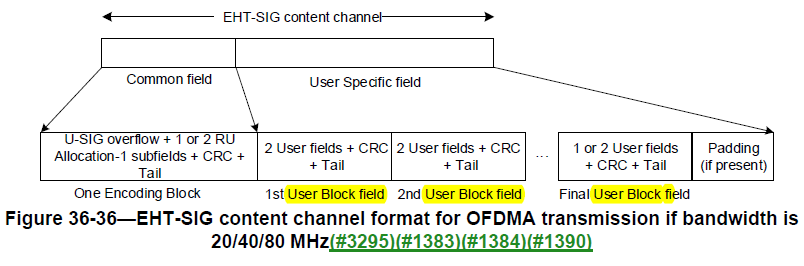 EHT-SIG content channel
Common field
User Specific field
U-SIG overflow + 1 or 2 RU
Allocation-1 subfields + CRC +
Tail
2 User fields + CRC
+ Tail
2 User fields + CRC
+ Tail
...
1 or 2 User fields
+ CRC + Tail
Padding
(if present)
One Encoding Block
1st User Block field
2nd User Block field
Final User Block field
Figure 36-36—EHT-SIG content channel format for OFDMA transmission if bandwidth is
20/40/80 MHz(#3295)(#1383)(#1384)(#1390)